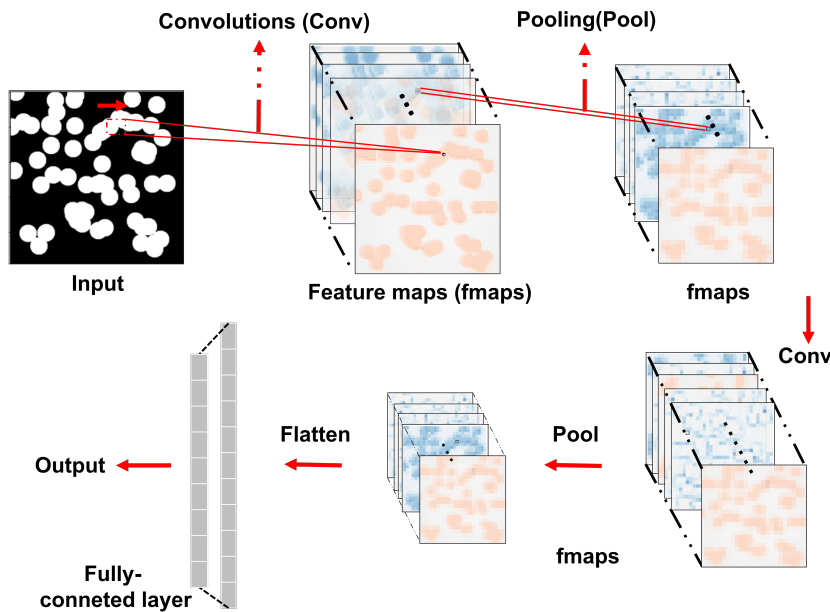 Convolutions (Conv)
Pooling(Pool)
Input
Feature maps (fmaps)
fmaps
Conv
Flatten
Pool
Output
fmaps
Fully-
conneted layer